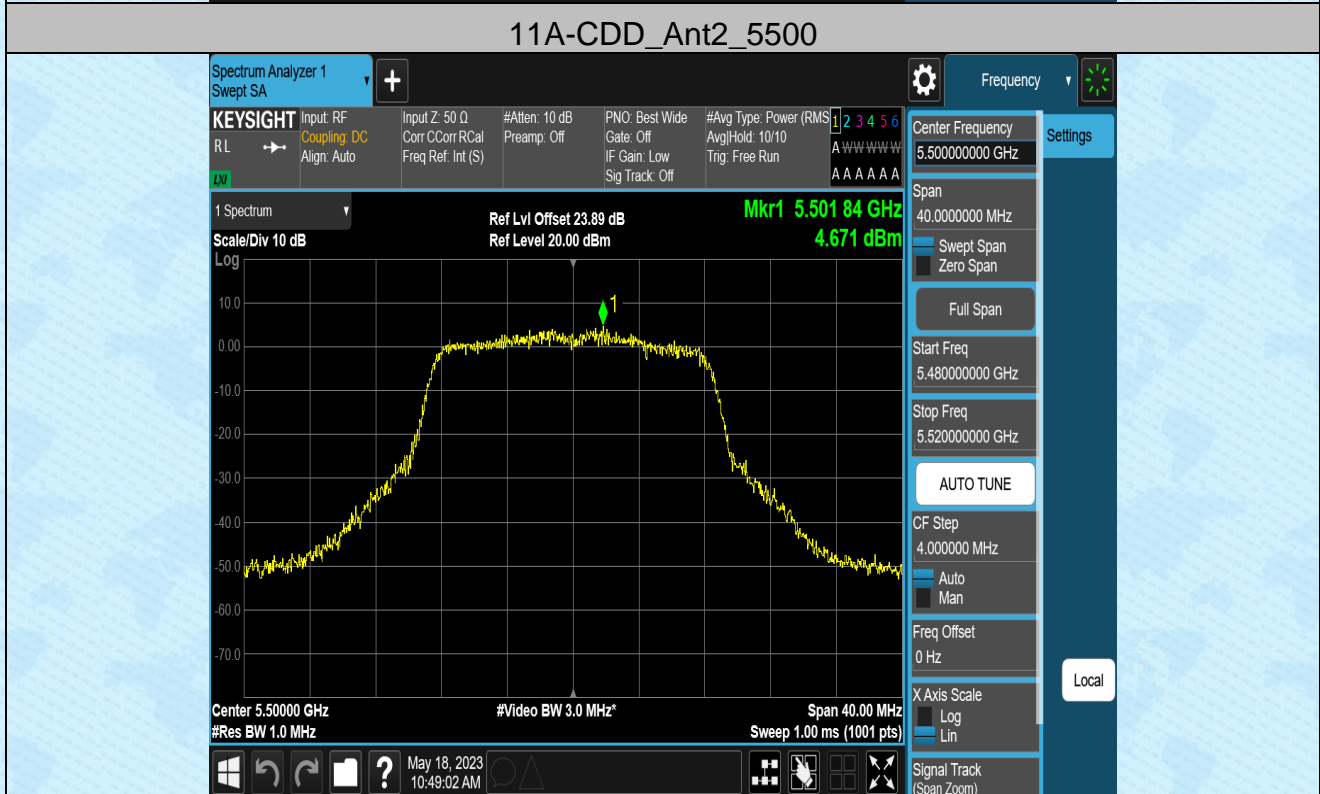 11A-CDD_Ant2_5500
Spectrum Analyzer 1
Swept SA
Frequency
KEYSIGHT
RL
LXI
Input: RF
Coupling: DC
Align: Auto
Input Z: 50 Ω
Corr CCorr RCal
Freq Ref: Int (S)
#Atten: 10 dB
Preamp: Off
PNO: Best Wide
Gate: Off
IF Gain: Low
Sig Track: Off
#Avg Type: Power (RMS
Avg|Hold: 10/10
Trig: Free Run
1 2 3 4 5 6
A W W W W W
A A A A A A
1 Spectrum
Scale/Div 10 dB
Log
Ref Lvl Offset 23.89 dB
Ref Level 20.00 dBm
Mkr1 5.501 84 GHz
4.671 dBm
1
10.0
0.00
-10.0
-20.0
-30.0
-40.0
-50.0
-60.0
-70.0
Center 5.50000 GHz
#Res BW 1.0 MHz
#Video BW 3.0 MHz*
Span 40.00 MHz
Sweep 1.00 ms (1001 pts)
May 18, 2023
10:49:02 AM
Center Frequency
5.500000000 GHz
Settings
Span
40.0000000 MHz
Swept Span
Zero Span
Full Span
Start Freq
5.480000000 GHz
Stop Freq
5.520000000 GHz
AUTO TUNE
CF Step
4.000000 MHz
Auto
Man
Freq Offset
0 Hz
X Axis Scale
Log
Lin
Local
Signal Track
(Span Zoom)